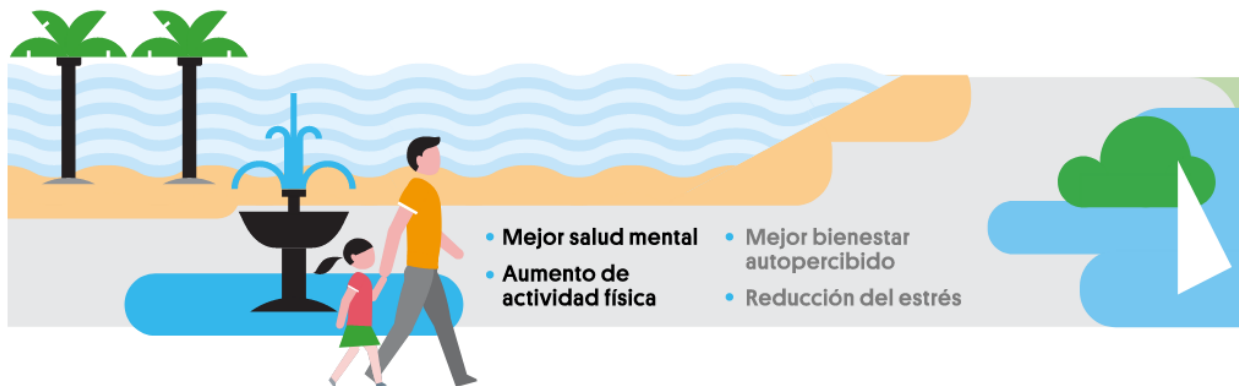 • Mejor salud mental
• Aumento de
actividad física
• Mejor bienestar
autopercibido
• Reducción del estrés